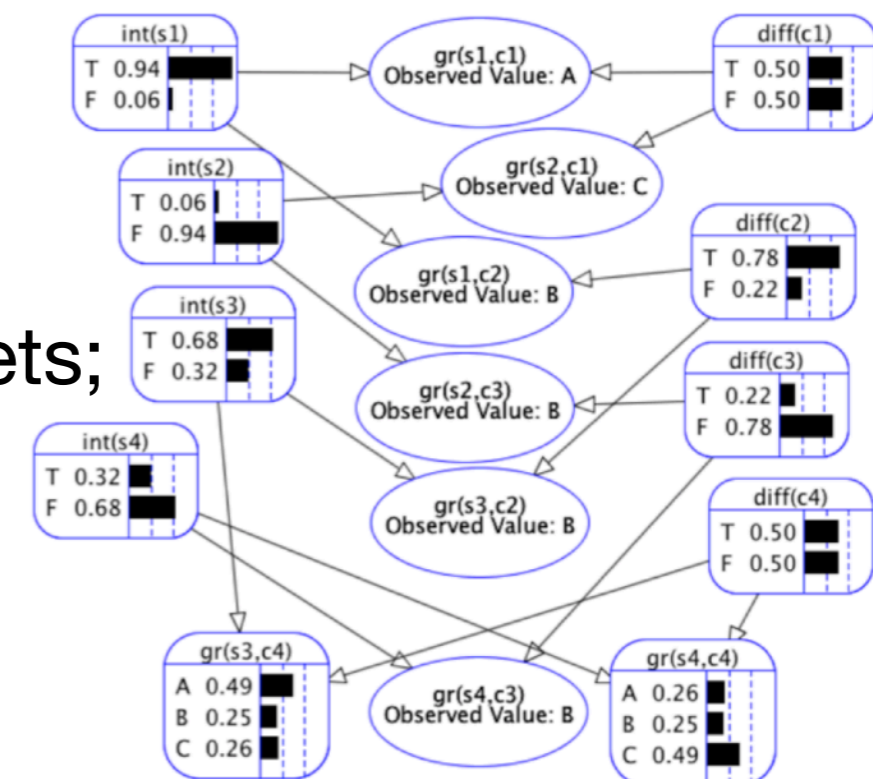 int(s1)
T 0.94
F 0.06
gr(s1,c1)
Observed Value: A
diff(c1)
T 0.50
F 0.50
int(s2)
T 0.06
F 0.94
gr(s2,c1)
Observed Value: C
gr(s1,c2)
Observed Value: B
diff(c2)
T 0.78
F 0.22
ets;
int(s3)
T 0.68
F 0.32
gr(s2,c3)
Observed Value: B
diff(c3)
T 0.22
F 0.78
int(s4)
T 0.32
F 0.68
gr(s3,c2)
Observed Value: B
diff(c4)
T 0.50
F 0.50
gr(s3,c4)
A 0.49
B 0.25
C 0.26
gr(s4,c3)
Observed Value: B
gr(s4,c4)
A 0.26
B 0.25
C 0.49